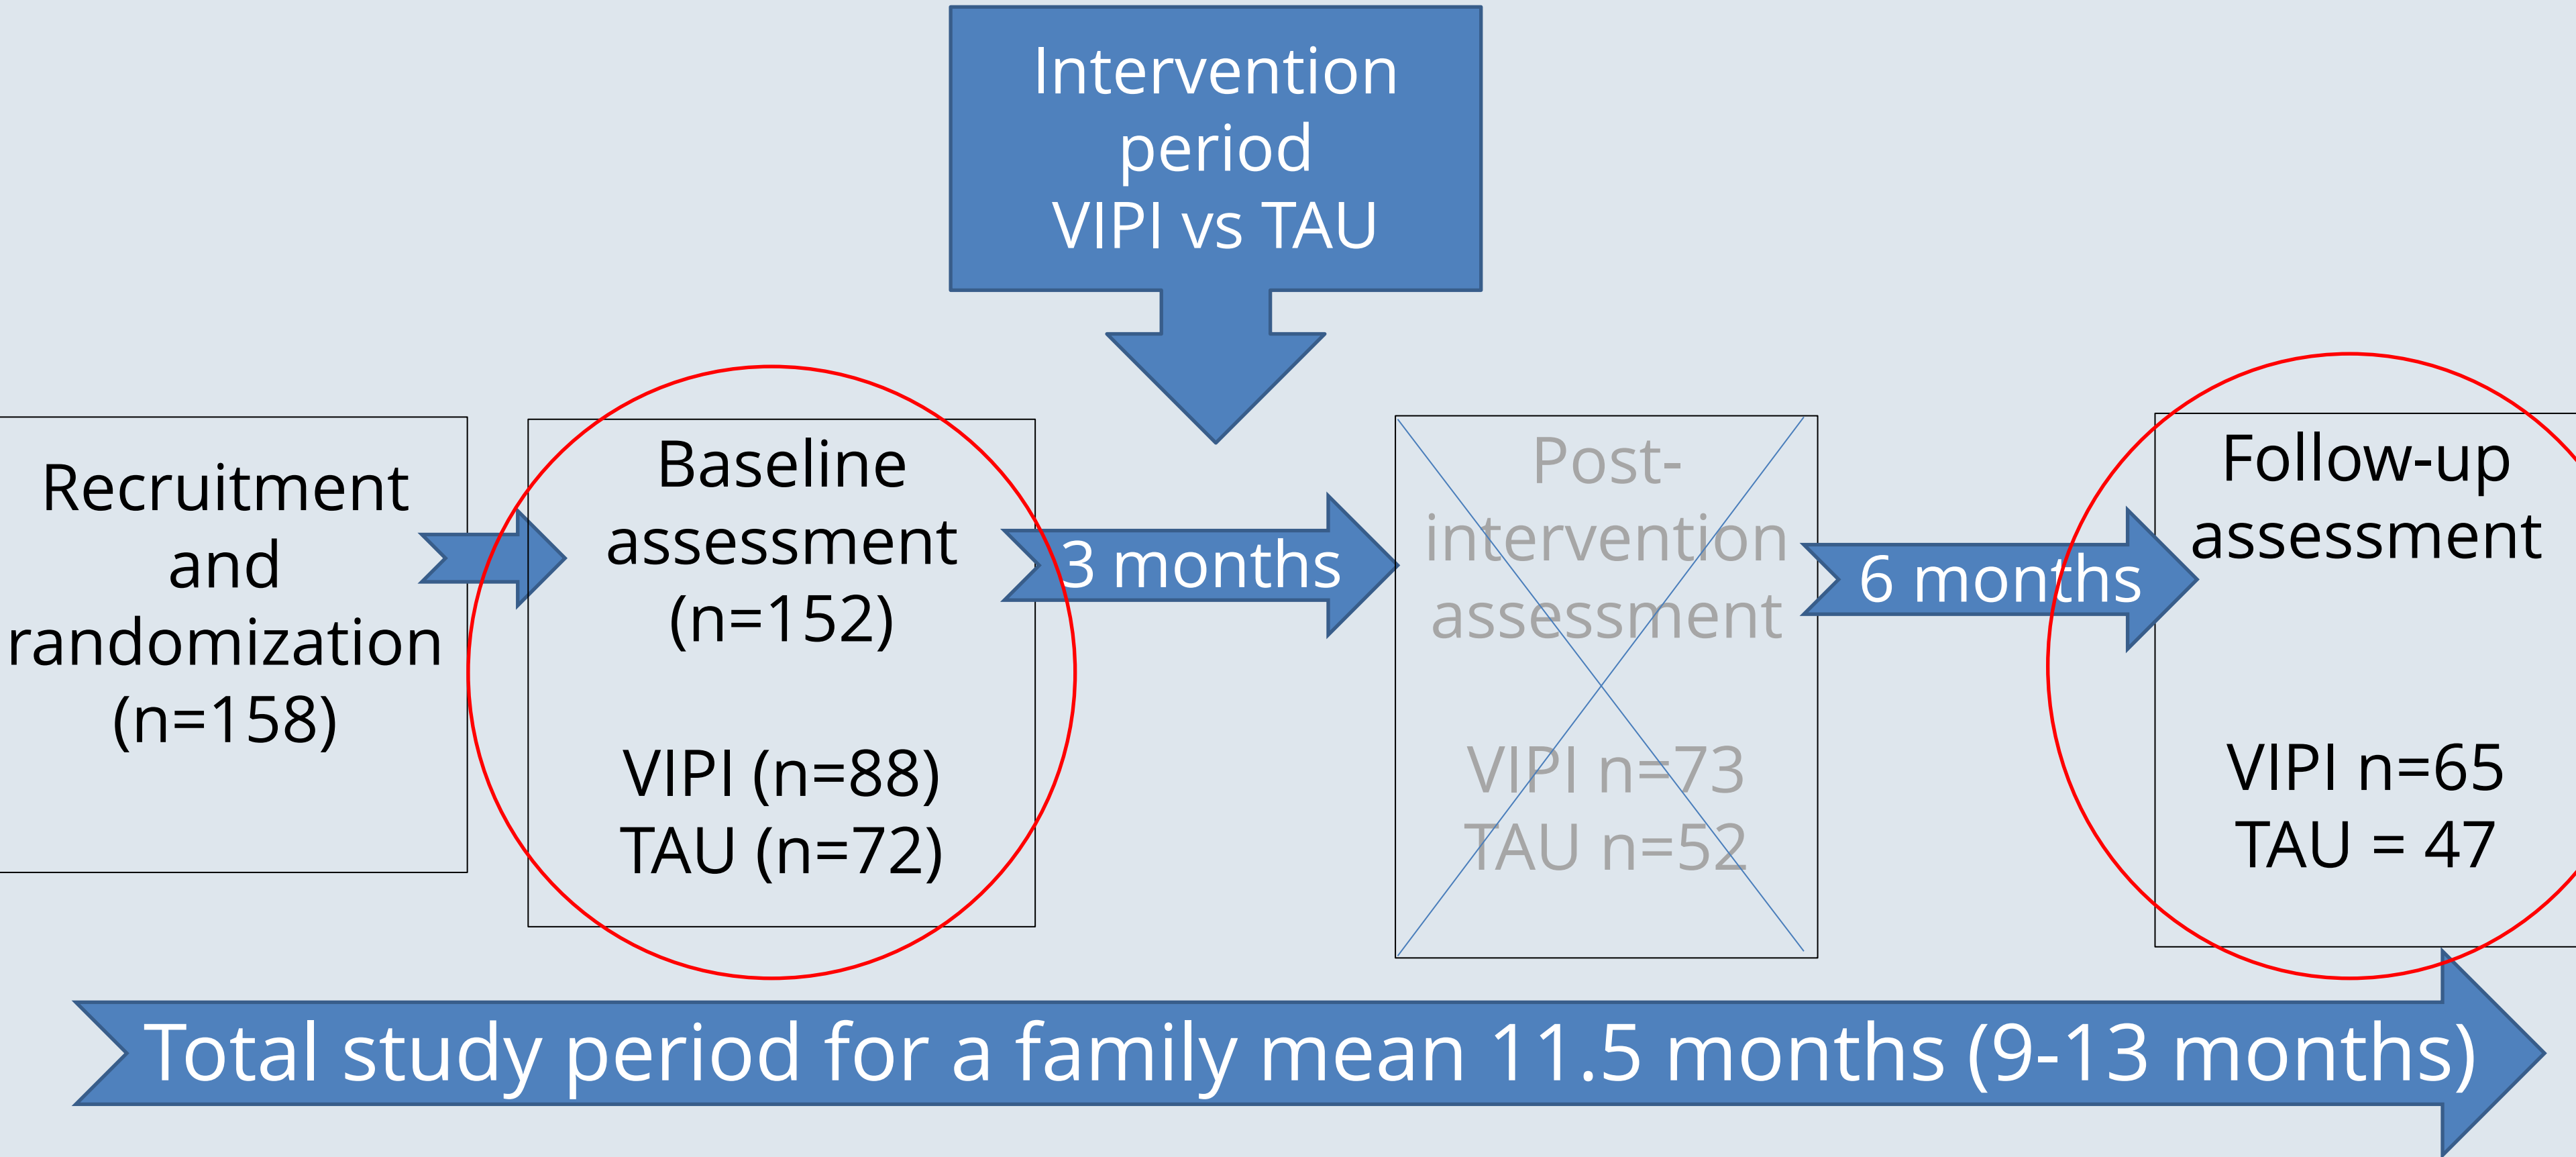 Intervention
period
VIPI vs TAU
Recruitment
and
randomization
(n=158)
Baseline
assessment
(n=152)
VIPI (n=88)
TAU (n=72)
3 months
Post-
intervention
assessment
VIPI n=73
TAU n=52
6 months
Follow-up
assessment
VIPI n=65
TAU = 47
Total study period for a family mean 11.5 months (9-13 months)